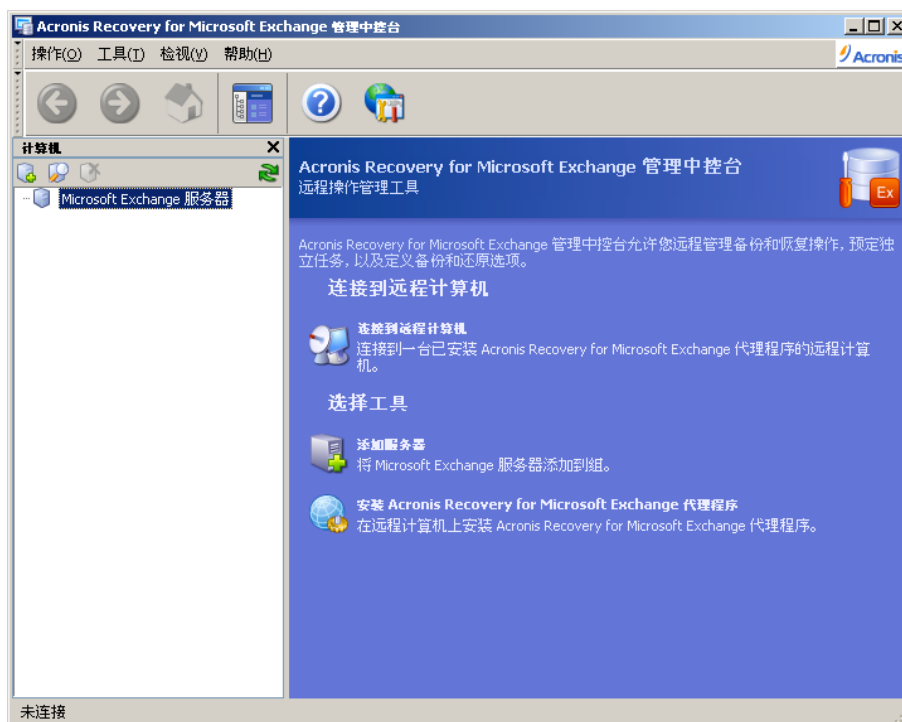 Acronis Recovery for Microsoft Exchange 管理中控台
操作(O) 工具(T) 检视(V) 帮助(H)
Acronis
计算机
Microsoft Exchange 服务器
Acronis Recovery for Microsoft Exchange 管理中控台
远程操作管理工具
Ex
Acronis Recovery for Microsoft Exchange 管理中控台允许您远程管理备份和恢复操作, 预定独
立任务, 以及定义备份和还原选项。
连接到远程计算机
连接到远程计算机
连接到一台已安装 Acronis Recovery for Microsoft Exchange 代理程序的远程计算
机。
选择工具
添加服务器
将 Microsoft Exchange 服务器添加到组。
安装 Acronis Recovery for Microsoft Exchange 代理程序
在远程计算机上安装 Acronis Recovery for Microsoft Exchange 代理程序。
未连接